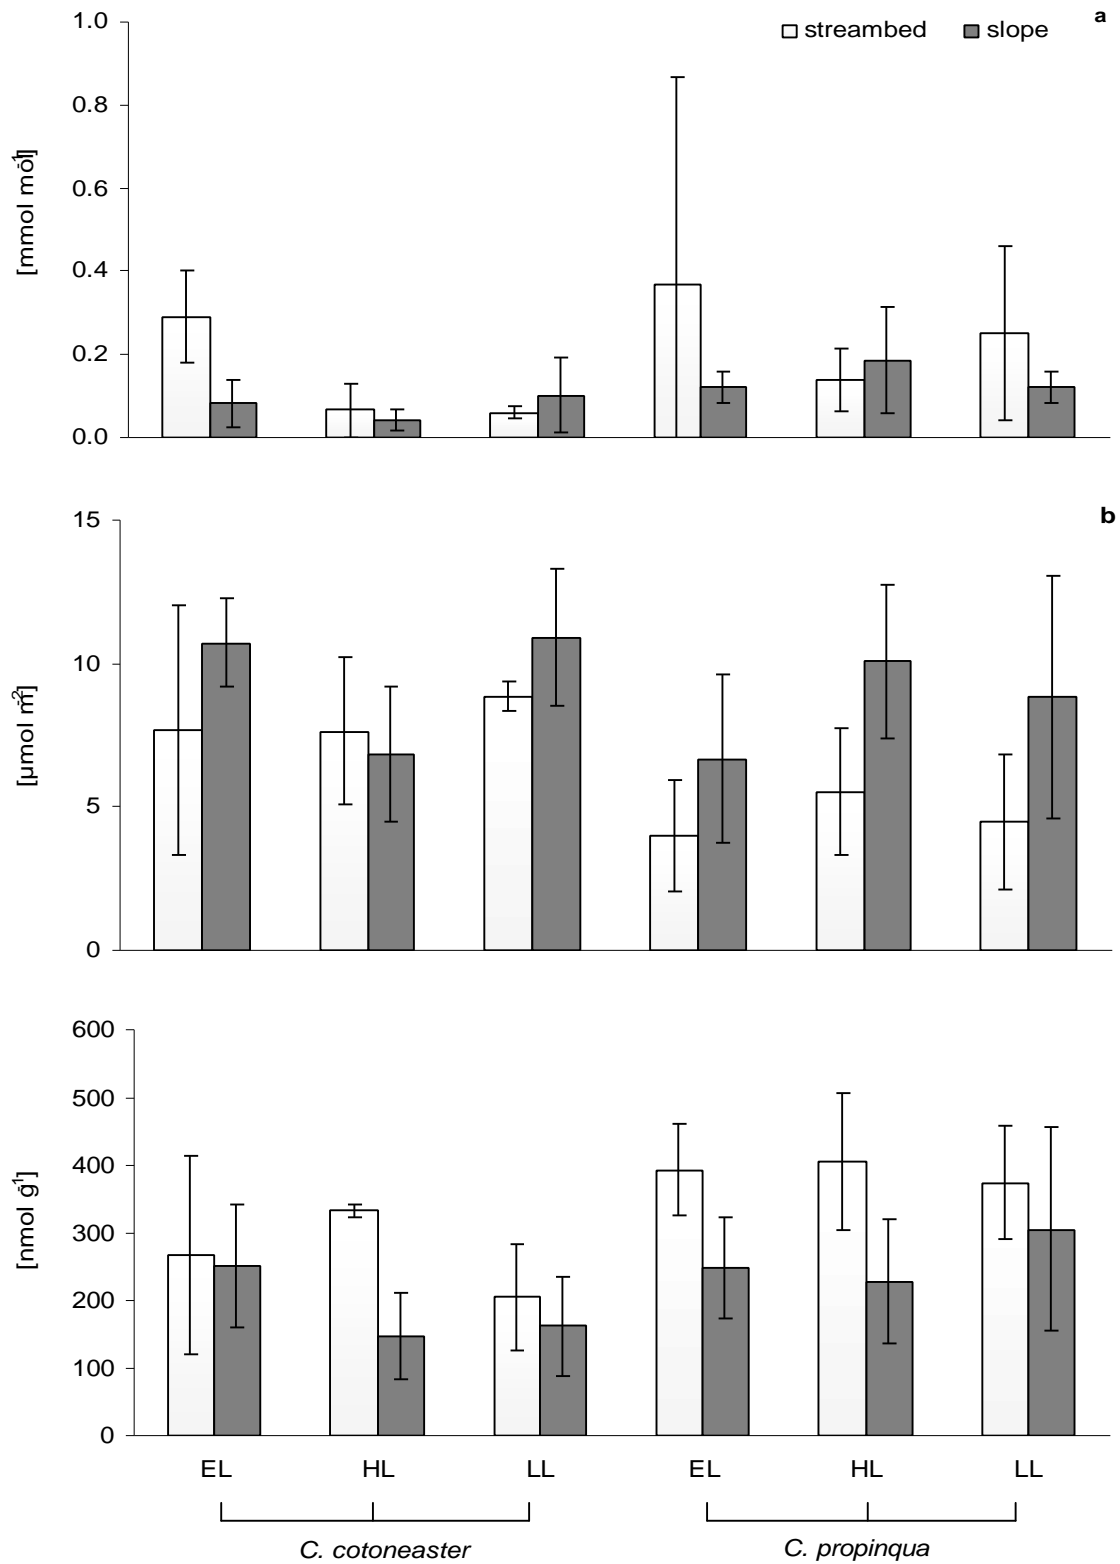 a
streambed slope
1.0
0.8
0.6
0.4
0.2
0.0
[mmol mol-1]
b
15
10
5
0
[µmol m-2]
600
500
400
300
200
100
0
[nmol g-1]
EL HL LL EL HL LL
C. cotoneaster C. propinqua